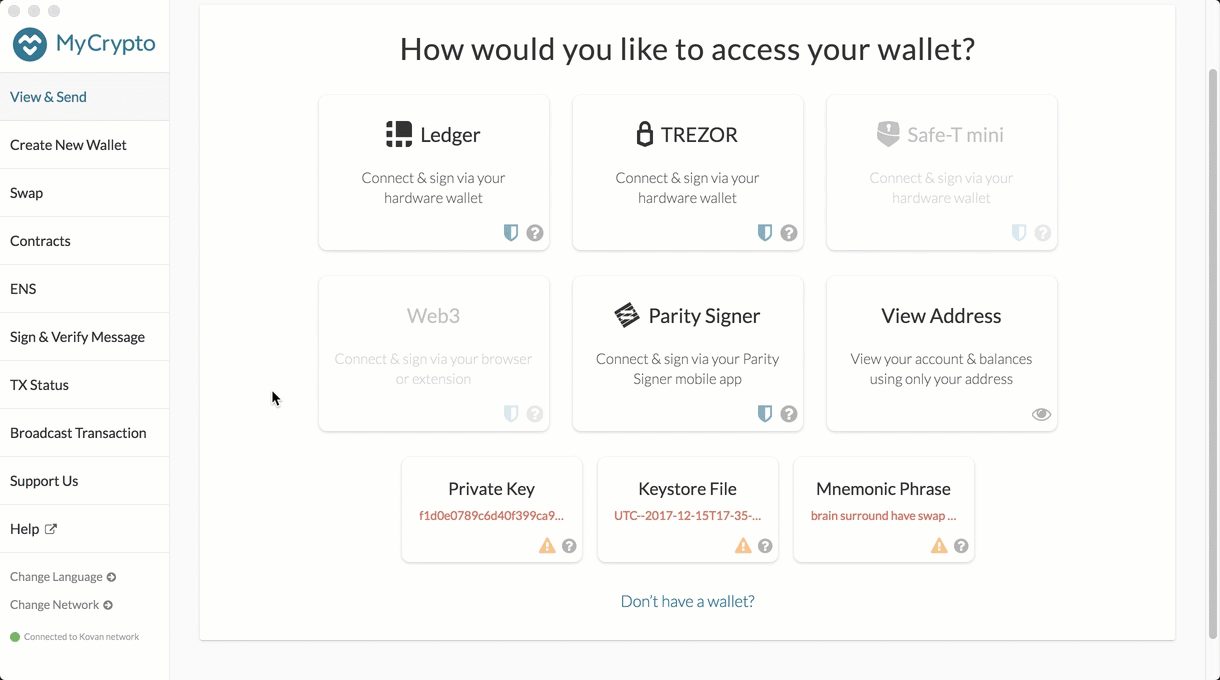 MyCrypto
View & Send
Create New Wallet
Swap
Contracts
ENS
Sign & Verify Message
TX Status
Broadcast Transaction
Support Us
Help
Change Language
Change Network
Connected to Kovan network
How would you like to access your wallet?
Ledger
Connect & sign via your
hardware wallet
TREZOR
Connect & sign via your
hardware wallet
Safe-T mini
Connect & sign via your
hardware wallet
Web3
Connect & sign via your browser
or extension
Parity Signer
Connect & sign via your Parity
Signer mobile app
View Address
View your account & balances
using only your address
Private Key
f1d0e0789c6d40f399ca9...
Keystore File
UTC--2017-12-15T17-35-...
Mnemonic Phrase
brain surround have swap ...
Don't have a wallet?